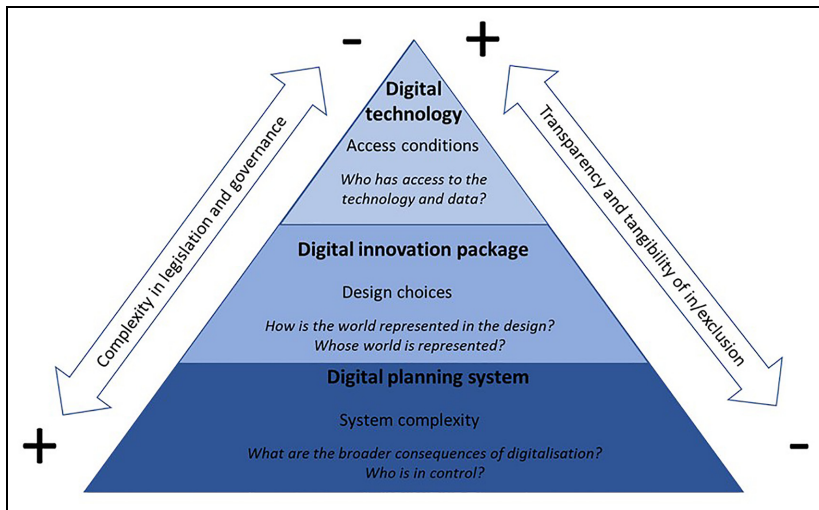 -
+
Digital
technology
Access conditions
Who has access to the
technology and data?
Complexity in legislation and governance
Transparency and tangibility of in/exclusion
Digital innovation package
Design choices
How is the world represented in the design?
Whose world is represented?
Digital planning system
System complexity
What are the broader consequences of digitalisation?
Who is in control?
+
-